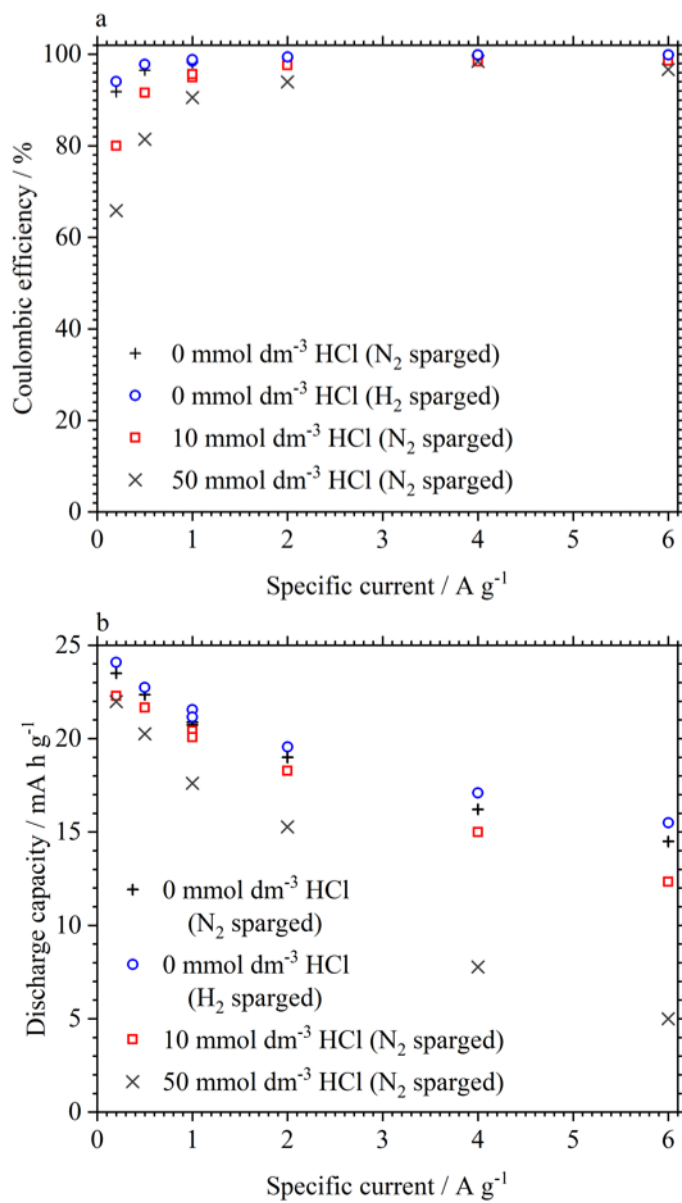 a
100
80
60
40
20
0
Coulombic efficiency / %
0 mmol dm⁻³ HCl (N₂ sparged)
0 mmol dm⁻³ HCl (H₂ sparged)
10 mmol dm⁻³ HCl (N₂ sparged)
50 mmol dm⁻³ HCl (N₂ sparged)
0 1 2 3 4 5 6
Specific current / A g⁻¹
b
25
20
15
10
5
0
Discharge capacity / mA h g⁻¹
0 mmol dm⁻³ HCl
(N₂ sparged)
0 mmol dm⁻³ HCl
(H₂ sparged)
10 mmol dm⁻³ HCl (N₂ sparged)
50 mmol dm⁻³ HCl (N₂ sparged)
0 1 2 3 4 5 6
Specific current / A g⁻¹